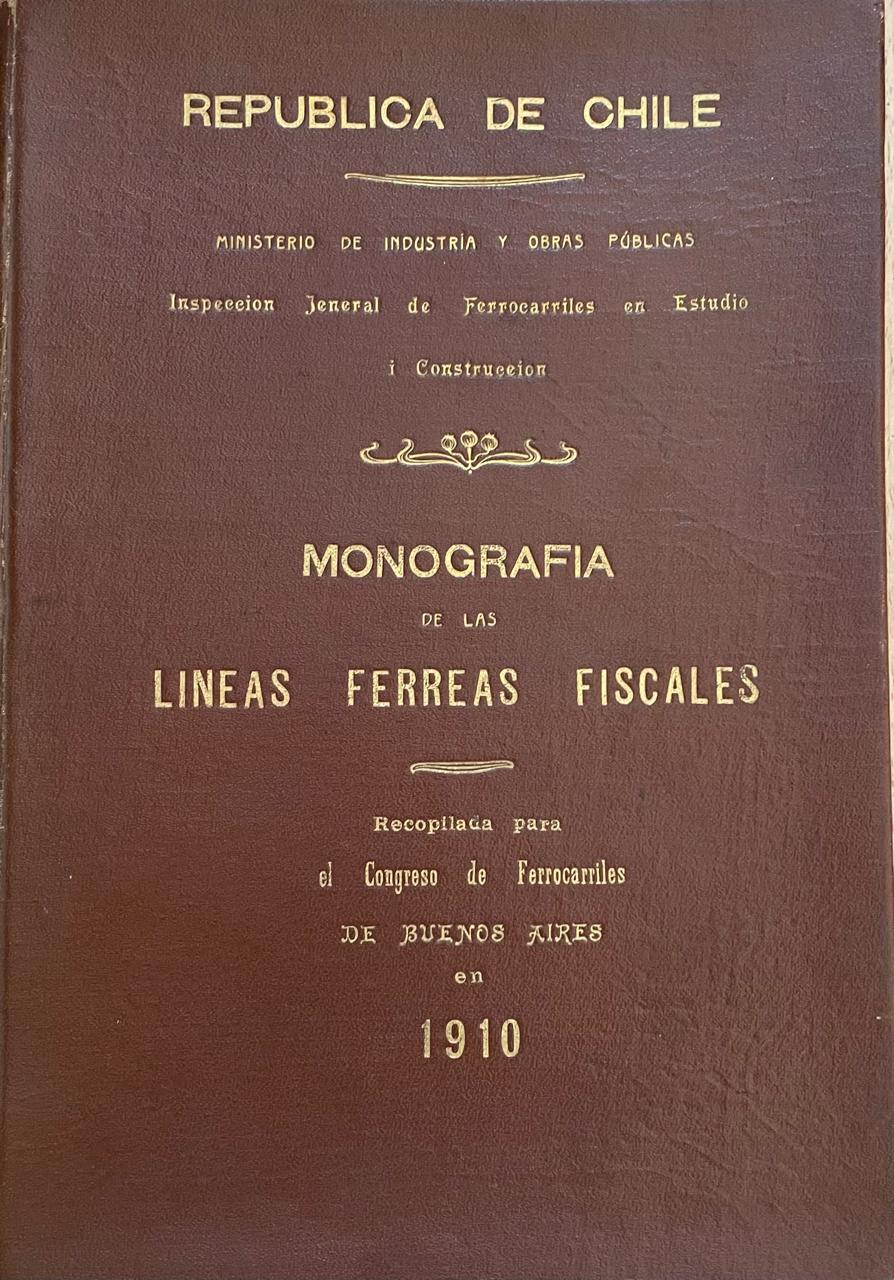 REPUBLICA DE CHILE
MINISTERIO DE INDUSTRÍA Y OBRAS PÚBLICAS
Inspeccion Jeneral de Ferrocarriles en Estudio
i Construccion
MONOGRAFIA
DE LAS
LINEAS FERREAS FISCALES
Recopilada para
el Congreso de Ferrocarriles
DE BUENOS AIRES
en
1910